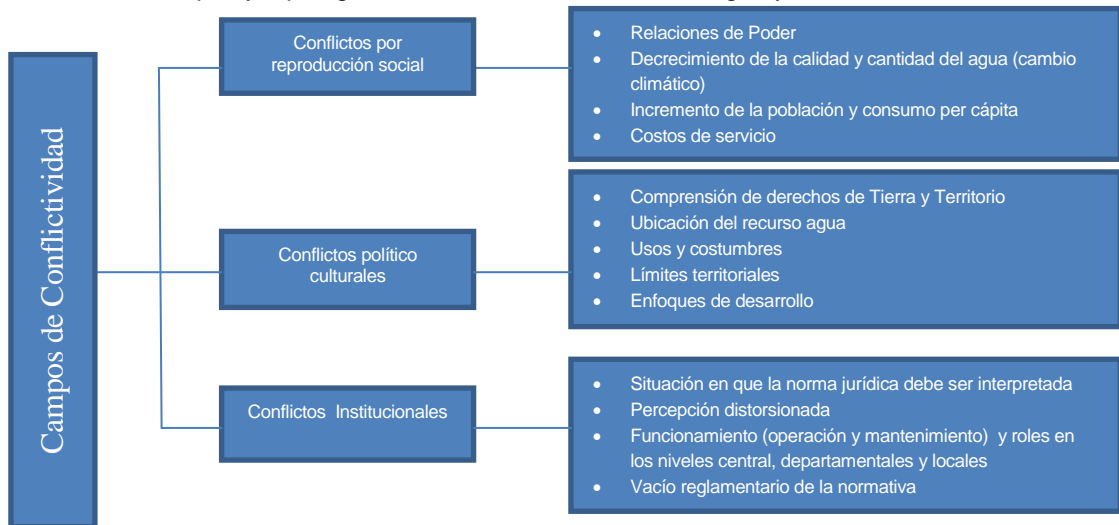 Campos de Conflictividad
Conflictos por
reproducción social
• Relaciones de Poder
• Decrecimiento de la calidad y cantidad del agua (cambio
climático)
• Incremento de la población y consumo per cápita
• Costos de servicio
Conflictos político
culturales
• Comprensión de derechos de Tierra y Territorio
• Ubicación del recurso agua
• Usos y costumbres
• Límites territoriales
• Enfoques de desarrollo
Conflictos Institucionales
• Situación en que la norma jurídica debe ser interpretada
• Percepción distorsionada
• Funcionamiento (operación y mantenimiento) y roles en
los niveles central, departamentales y locales
• Vacío reglamentario de la normativa